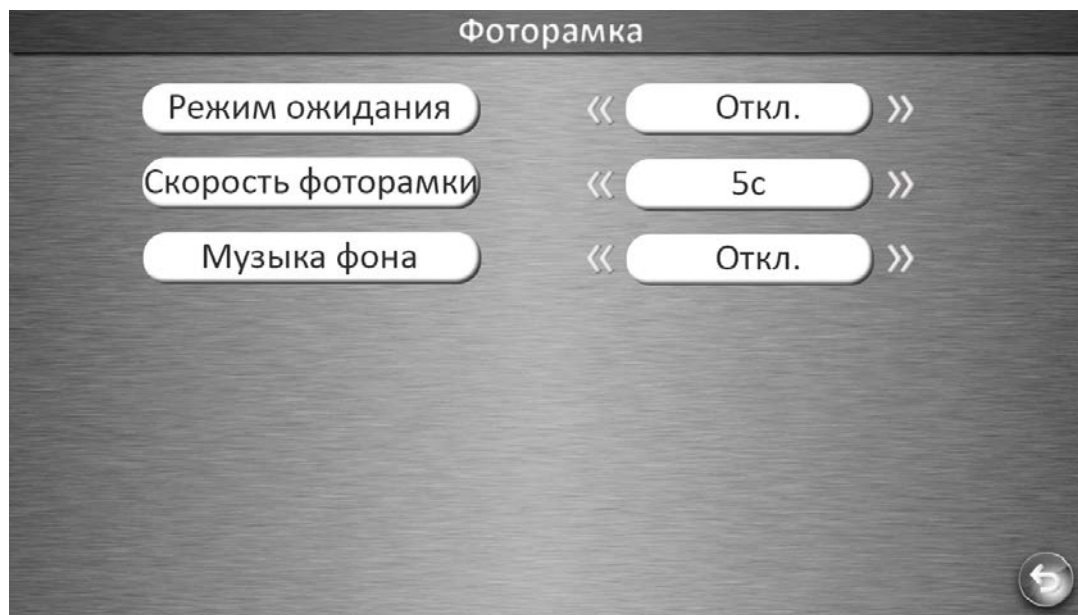 Фоторамка
Режим ожидания « Откл. »
Скорость фоторамки « 5с »
Музыка фона « Откл. »